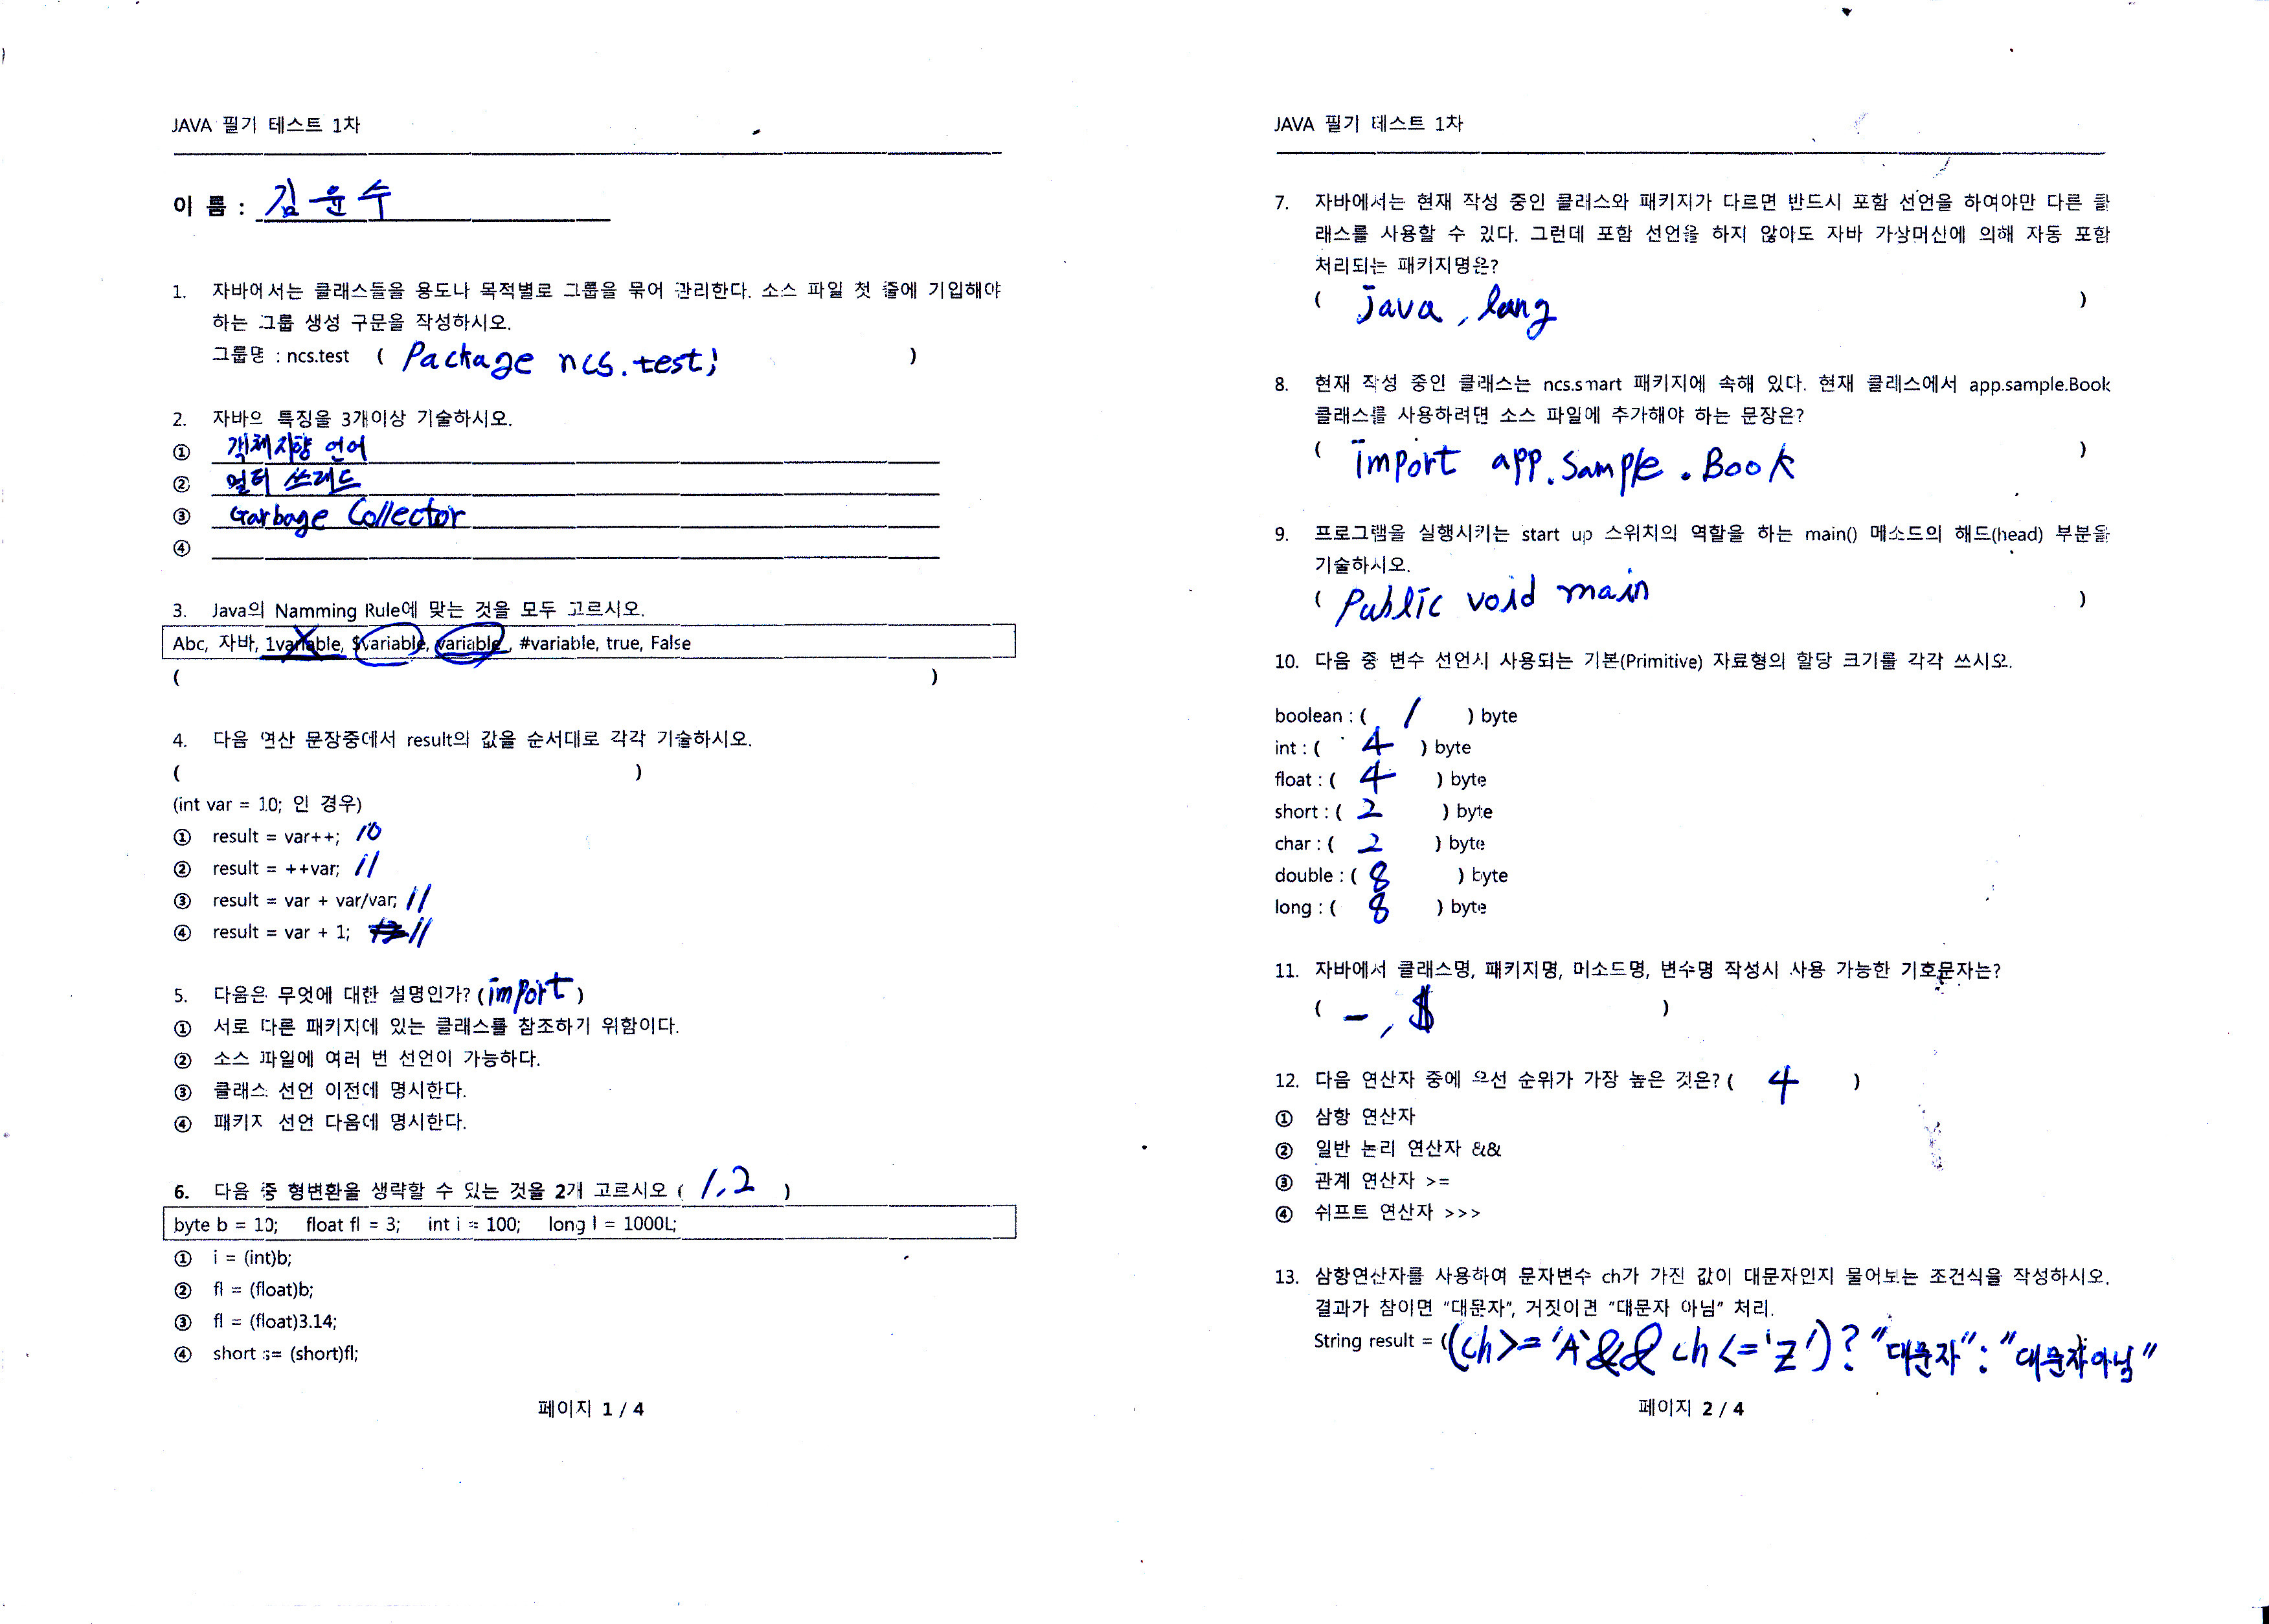 JAVA 필기 테스트 1차
이 름 : 김윤수
1. 자바에서는 클래스들을 용도나 목적별로 그룹을 묶어 관리한다. 소스 파일 첫 줄에 기입해야
하는 그룹 생성 구문을 작성하시오.
그룹명 : ncs.test ( Package ncs.test; )
2. 자바의 특징을 3개이상 기술하시오.
① 객체지향 언어
② 멀티 쓰레드
③ Garbage Collector
④
3. Java의 Namming Rule에 맞는 것을 모두 고르시오.
Abc, 자바, 1variable, $variable, variable_, #variable, true, False
( )
4. 다음 연산 문장중에서 result의 값을 순서대로 각각 기술하시오.
( )
(int var = 10; 인 경우)
① result = var++; 10
② result = ++var; 11
③ result = var + var/var; 11
④ result = var + 1; 11
5. 다음은 무엇에 대한 설명인가? (import)
① 서로 다른 패키지에 있는 클래스를 참조하기 위함이다.
② 소스 파일에 여러 번 선언이 가능하다.
③ 클래스 선언 이전에 명시한다.
④ 패키지 선언 다음에 명시한다.
6. 다음 중 형변환을 생략할 수 있는 것을 2개 고르시오 ( 1,2 )
byte b = 10; float fl = 3; int i = 100; long l = 1000L;
① i = (int)b;
② fl = (float)b;
③ fl = (float)3.14;
④ short s= (short)fl;
페이지 1 / 4
JAVA 필기 테스트 1차
7. 자바에서는 현재 작성 중인 클래스와 패키지가 다르면 반드시 포함 선언을 하여야만 다른 클
래스를 사용할 수 있다. 그런데 포함 선언을 하지 않아도 자바 가상머신에 의해 자동 포함
처리되는 패키지명은?
( java.lang )
8. 현재 작성 중인 클래스는 ncs.smart 패키지에 속해 있다. 현재 클래스에서 app.sample.Book
클래스를 사용하려면 소스 파일에 추가해야 하는 문장은?
( import app.sample.Book )
9. 프로그램을 실행시키는 start up 스위치의 역할을 하는 main() 메소드의 해드(head) 부분을
기술하시오.
( Public void main )
10. 다음 중 변수 선언시 사용되는 기본(Primitive) 자료형의 할당 크기를 각각 쓰시오.
boolean : ( 1 ) byte
int : ( 4 ) byte
float : ( 4 ) byte
short : ( 2 ) byte
char : ( 2 ) byte
double : ( 8 ) byte
long : ( 8 ) byte
11. 자바에서 클래스명, 패키지명, 메소드명, 변수명 작성시 사용 가능한 기호문자는?
( _, $ )
12. 다음 연산자 중에 우선 순위가 가장 높은 것은? ( 4 )
① 삼항 연산자
② 일반 논리 연산자 &&
③ 관계 연산자 >=
④ 쉬프트 연산자 >>>
13. 삼항연산자를 사용하여 문자변수 ch가 가진 값이 대문자인지 물어보는 조건식을 작성하시오.
결과가 참이면 "대문자", 거짓이면 "대문자 아님" 처리.
String result = ((ch>='A'&& ch<='Z')? "대문자" : "대문자아님"
페이지 2 / 4